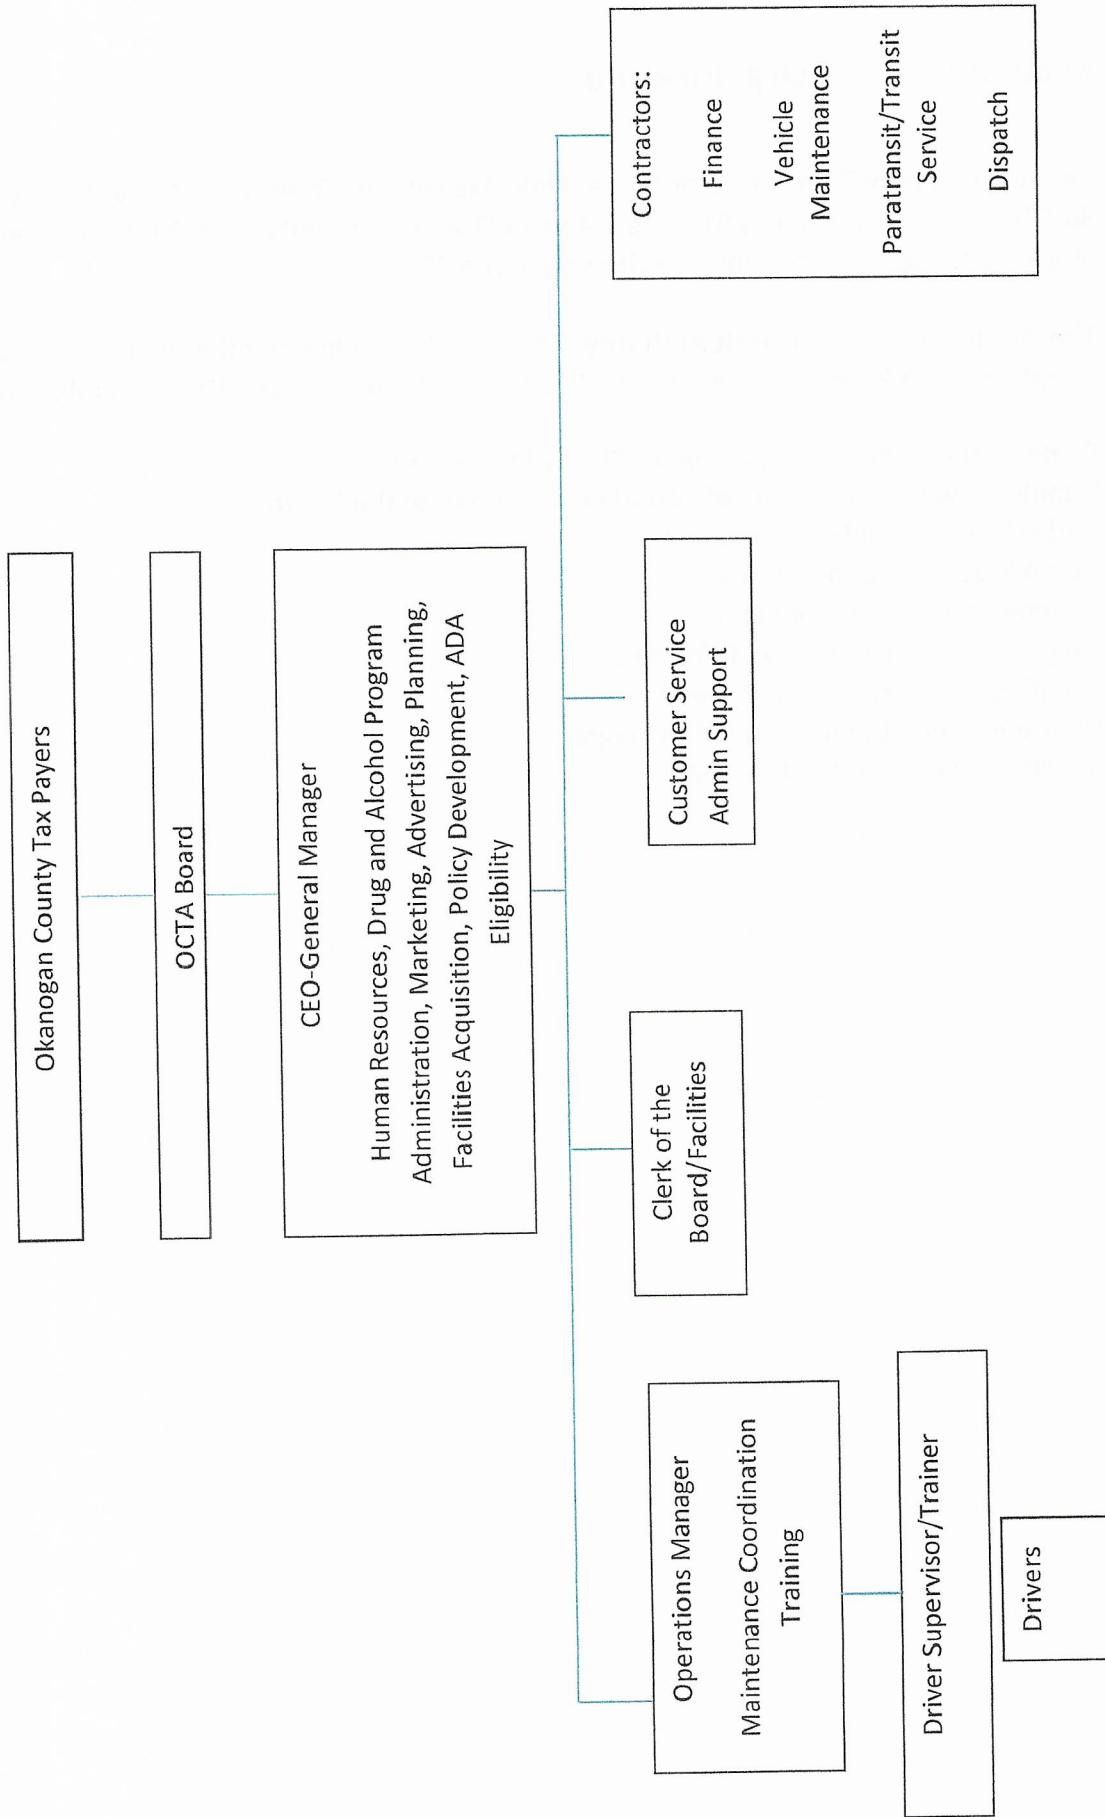 Okanogan County Tax Payers
OCTA Board
CEO-General Manager
Human Resources, Drug and Alcohol Program
Administration, Marketing, Advertising, Planning,
Facilities Acquisition, Policy Development, ADA
Eligibility
Operations Manager
Maintenance Coordination
Training
Driver Supervisor/Trainer
Drivers
Clerk of the
Board/Facilities
Customer Service
Admin Support
Contractors:
Finance
Vehicle
Maintenance
Paratransit/Transit
Service
Dispatch